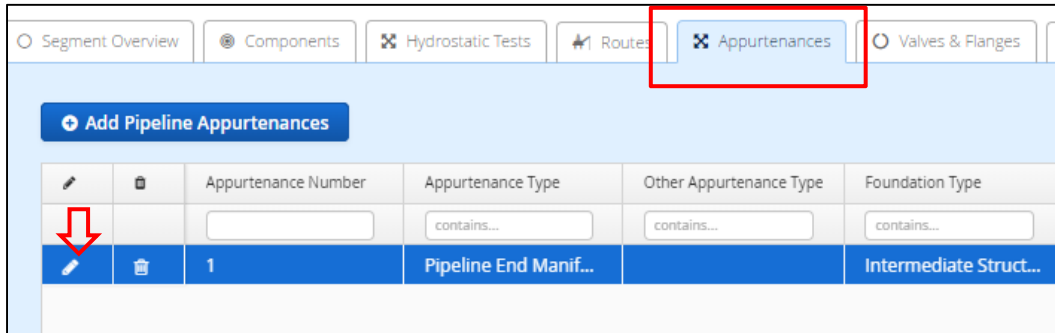 Segment Overview Components Hydrostatic Tests Routes Appurtenances Valves & Flanges
Add Pipeline Appurtenances
Appurtenance Number Appurtenance Type Other Appurtenance Type Foundation Type
contains... contains... contains...
1 Pipeline End Manif... Intermediate Struct...